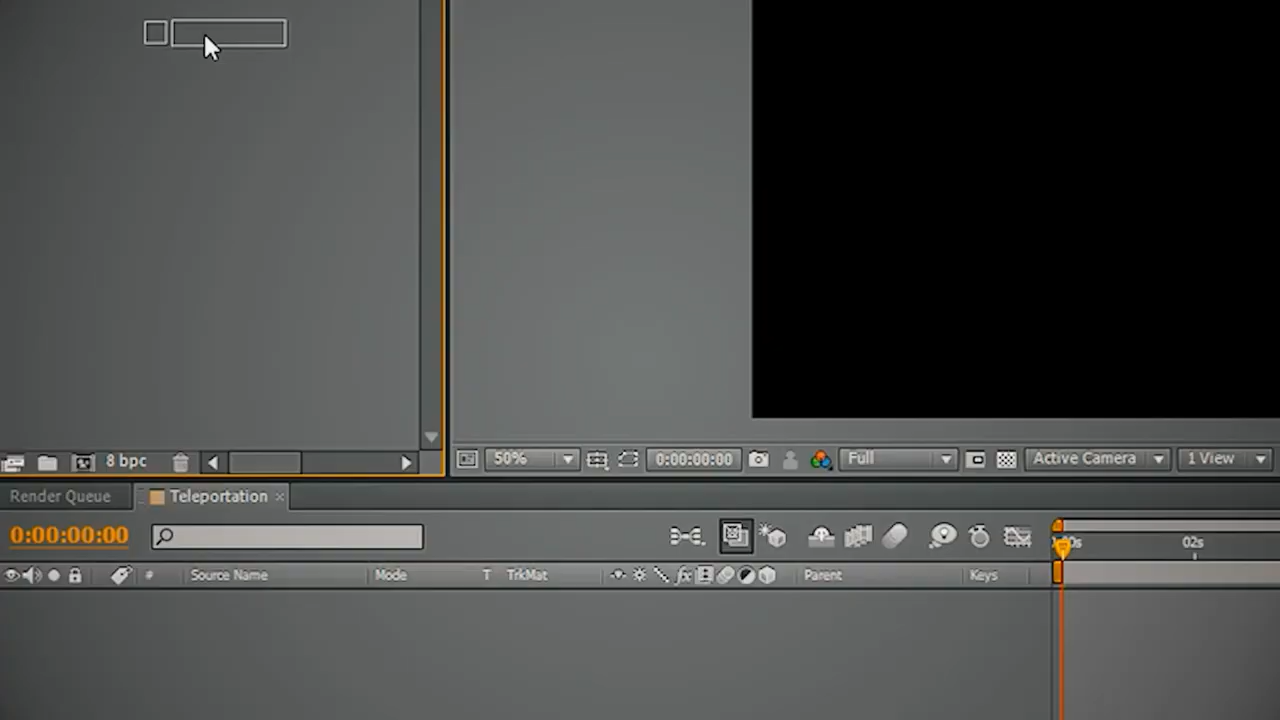 8 bpc
50%
0:00:00:00
Full
Active Camera
1 View
Render Queue
Teleportation
0:00:00:00
02s
# Source Name
Mode
T TrkMat
fx
Parent
Keys